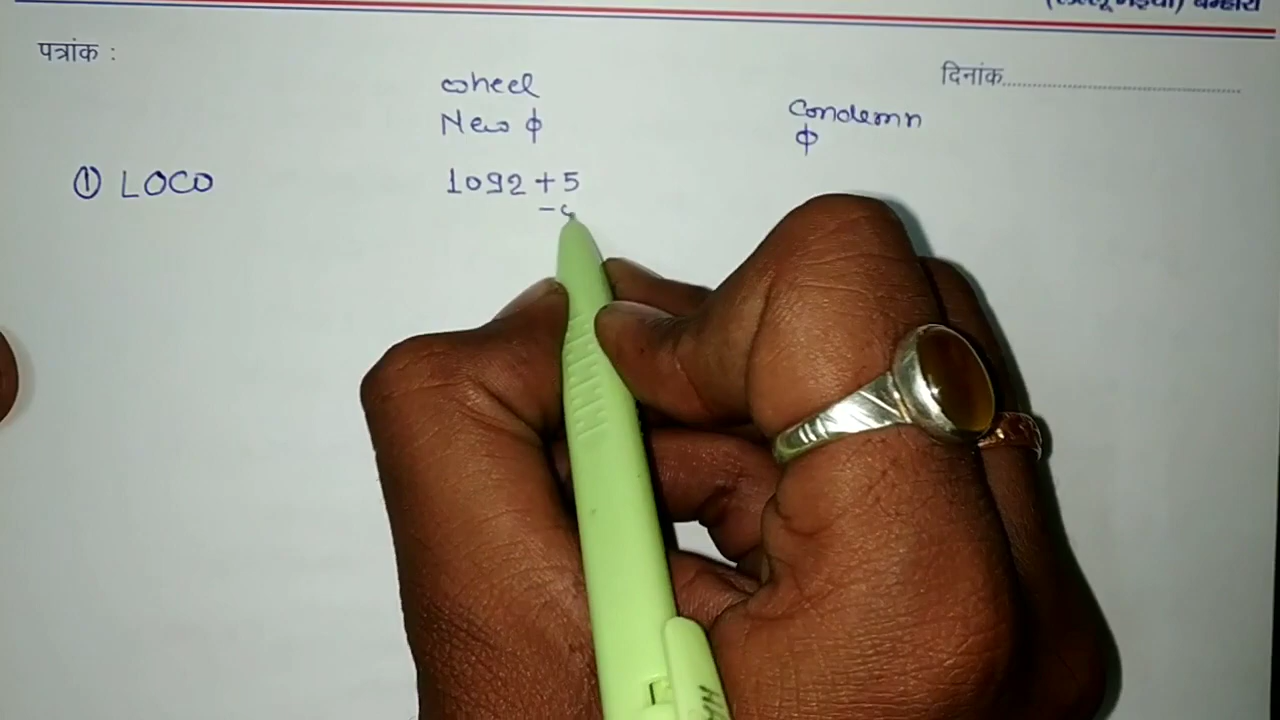 पत्रांक :
दिनांक........................................
wheel
New ϕ
Condemn
ϕ
① LOCO
1092 + 5